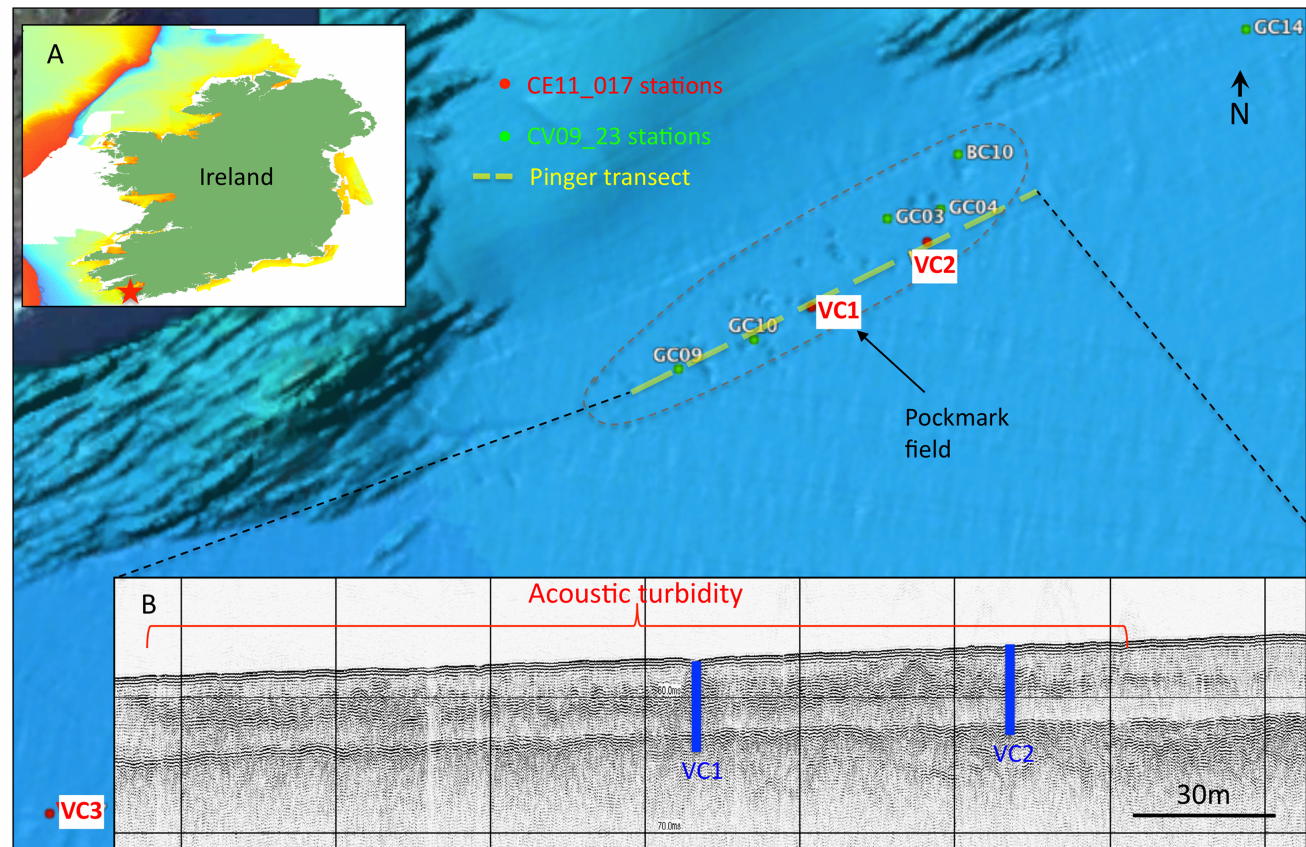 A
Ireland
CE11_017 stations
CV09_23 stations
Pinger transect
GC14
N
BC10
GC03
GC04
VC2
VC1
GC10
GC09
Pockmark
field
B
Acoustic turbidity
60.0ms
VC1
VC2
30m
70.0ms
VC3